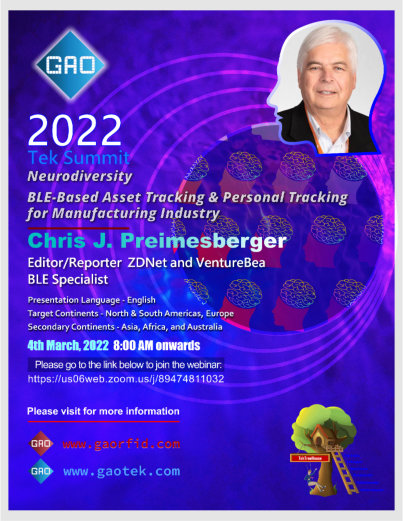 GAO
2022
Tek Summit
Neurodiversity
BLE-Based Asset Tracking & Personal Tracking
for Manufacturing Industry
Chris J. Preimesberger
Editor/Reporter ZDNet and VentureBea
BLE Specialist
Presentation Language - English
Target Continents - North & South Americas, Europe
Secondary Continents - Asia, Africa, and Australia
4th March, 2022 8:00 AM onwards
Please go to the link below to join the webinar:
https://us06web.zoom.us/j/89474811032
Please visit for more information
GAO www.gaorfid.com
GAO www.gaotek.com
TekTreeHouse